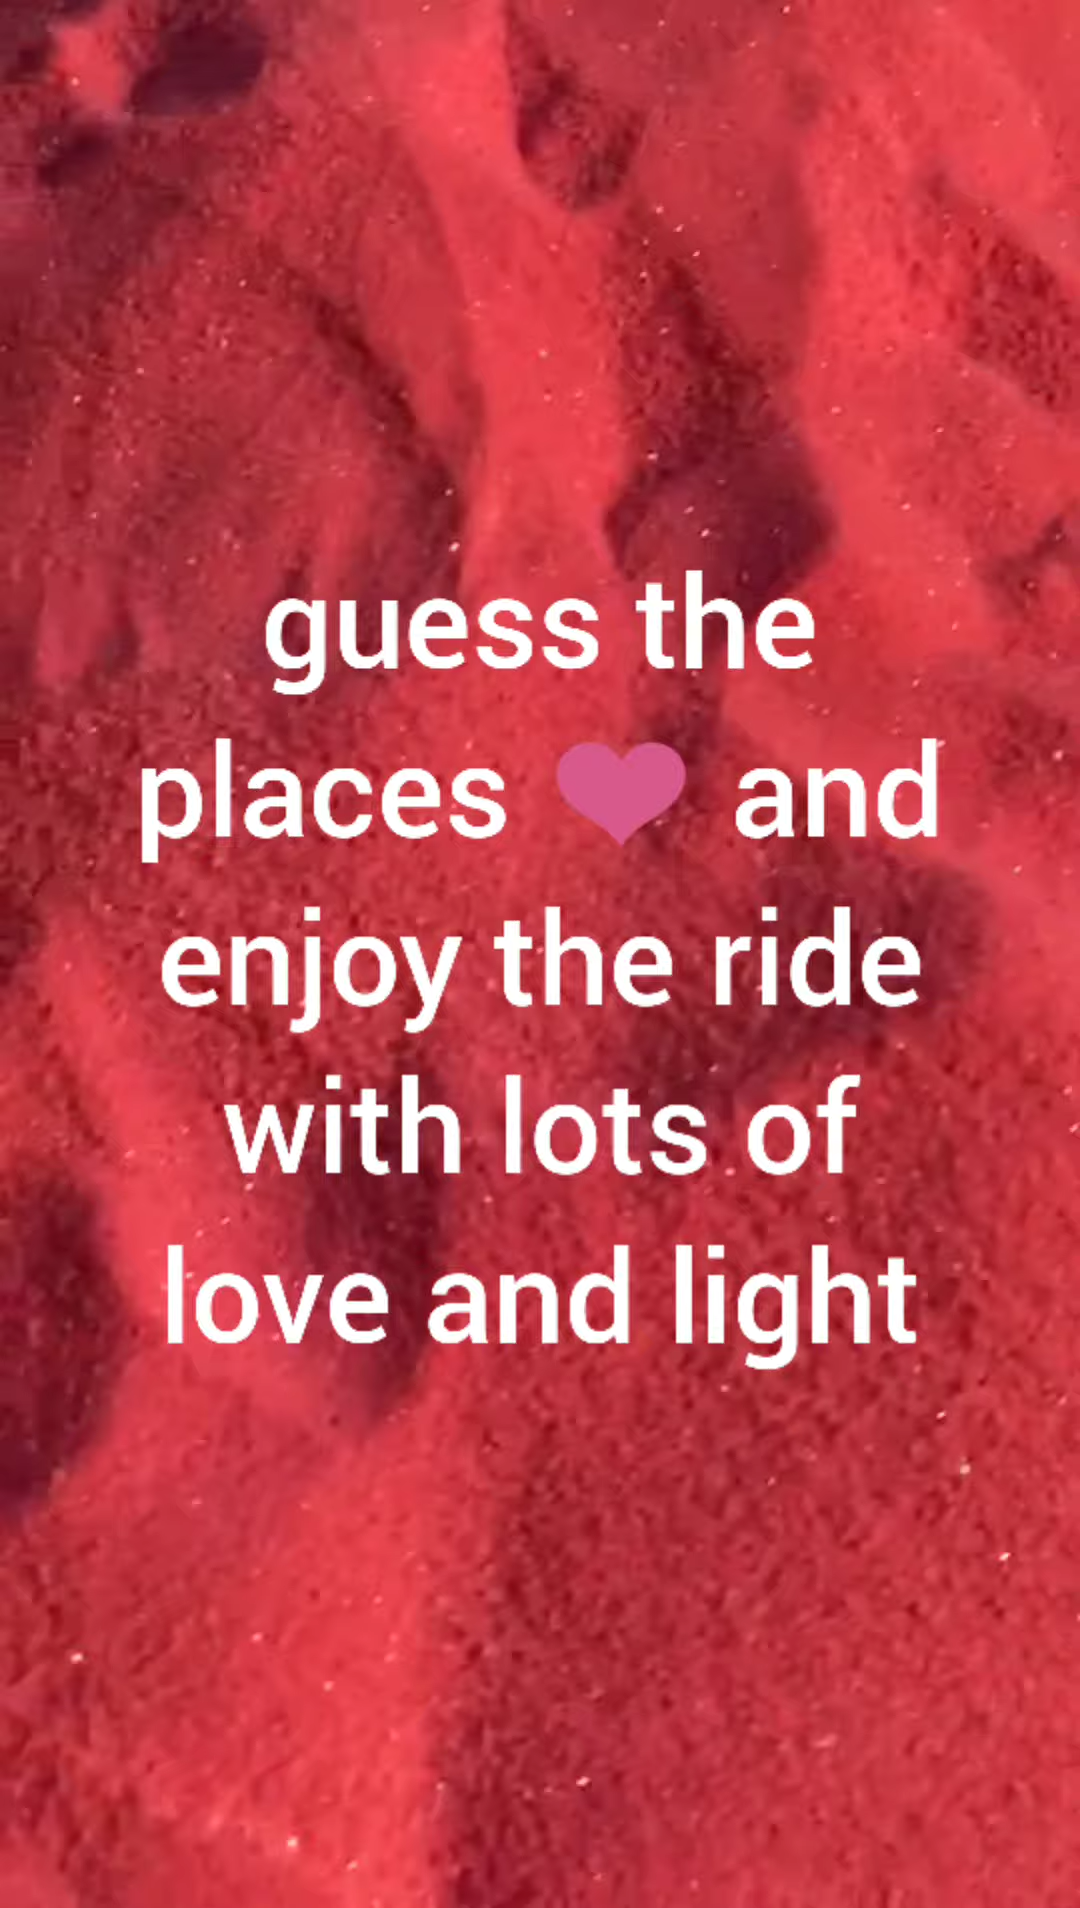 guess the
places 💗 and
enjoy the ride
with lots of
love and light